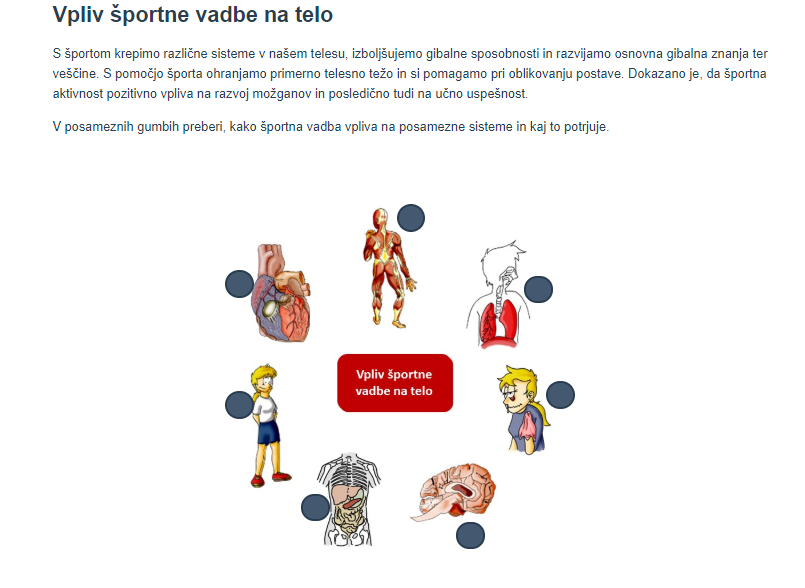 Vpliv športne vadbe na telo
S športom krepimo različne sisteme v našem telesu, izboljšujemo gibalne sposobnosti in razvijamo osnovna gibalna znanja ter
veščine. S pomočjo športa ohranjamo primerno telesno težo in si pomagamo pri oblikovanju postave. Dokazano je, da športna
aktivnost pozitivno vpliva na razvoj možganov in posledično tudi na učno uspešnost.
V posameznih gumbih preberi, kako športna vadba vpliva na posamezne sisteme in kaj to potrjuje.
Vpliv športne
vadbe na telo